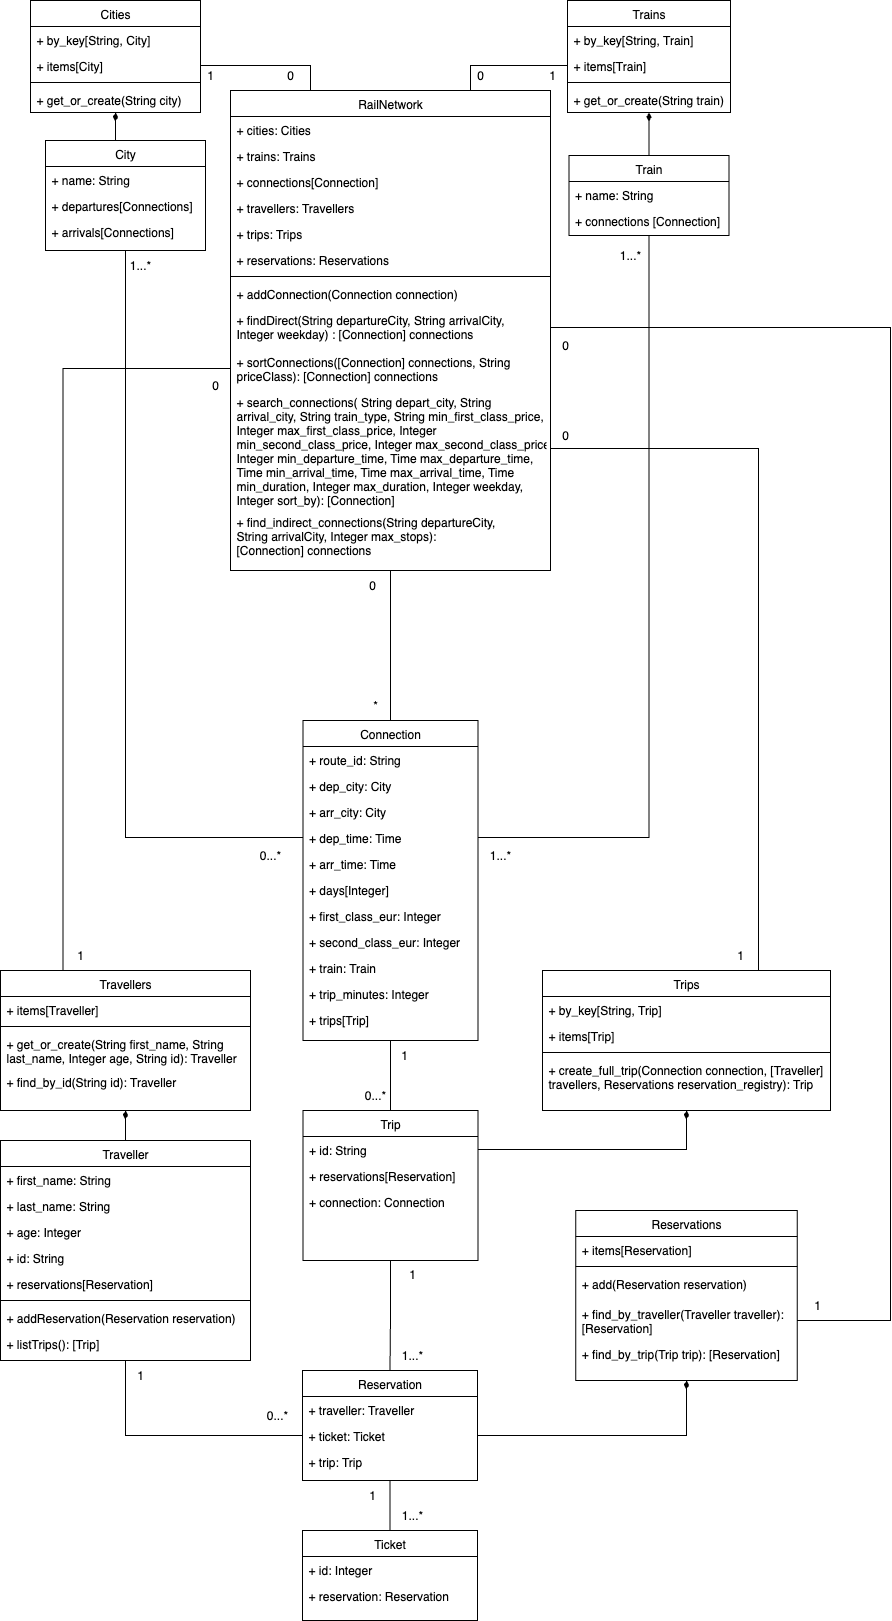 Cities
+ by_key[String, City]
+ items[City]
+ get_or_create(String city)
Trains
+ by_key[String, Train]
+ items[Train]
+ get_or_create(String train)
1
0
0
1
City
+ name: String
+ departures[Connections]
+ arrivals[Connections]
1...*
Train
+ name: String
+ connections [Connection]
1...*
RailNetwork
+ cities: Cities
+ trains: Trains
+ connections[Connection]
+ travellers: Travellers
+ trips: Trips
+ reservations: Reservations
+ addConnection(Connection connection)
+ findDirect(String departureCity, String arrivalCity,
Integer weekday) : [Connection] connections
+ sortConnections([Connection] connections, String
priceClass): [Connection] connections
+ search_connections( String depart_city, String
arrival_city, String train_type, String min_first_class_price,
Integer max_first_class_price, Integer
min_second_class_price, Integer max_second_class_price
Integer min_departure_time, Time max_departure_time,
Time min_arrival_time, Time max_arrival_time, Time
min_duration, Integer max_duration, Integer weekday,
Integer sort_by): [Connection]
+ find_indirect_connections(String departureCity,
String arrivalCity, Integer max_stops):
[Connection] connections
0
0
0
0
*
Connection
+ route_id: String
+ dep_city: City
+ arr_city: City
+ dep_time: Time
+ arr_time: Time
+ days[Integer]
+ first_class_eur: Integer
+ second_class_eur: Integer
+ train: Train
+ trip_minutes: Integer
+ trips[Trip]
0...*
1...*
1
1
Travellers
+ items[Traveller]
+ get_or_create(String first_name, String
last_name, Integer age, String id): Traveller
+ find_by_id(String id): Traveller
Trips
+ by_key[String, Trip]
+ items[Trip]
+ create_full_trip(Connection connection, [Traveller]
travellers, Reservations reservation_registry): Trip
1
0...*
Trip
+ id: String
+ reservations[Reservation]
+ connection: Connection
Traveller
+ first_name: String
+ last_name: String
+ age: Integer
+ id: String
+ reservations[Reservation]
+ addReservation(Reservation reservation)
+ listTrips(): [Trip]
Reservations
+ items[Reservation]
+ add(Reservation reservation)
+ find_by_traveller(Traveller traveller):
[Reservation]
+ find_by_trip(Trip trip): [Reservation]
1
1
1...*
1
0...*
Reservation
+ traveller: Traveller
+ ticket: Ticket
+ trip: Trip
1
1...*
Ticket
+ id: Integer
+ reservation: Reservation